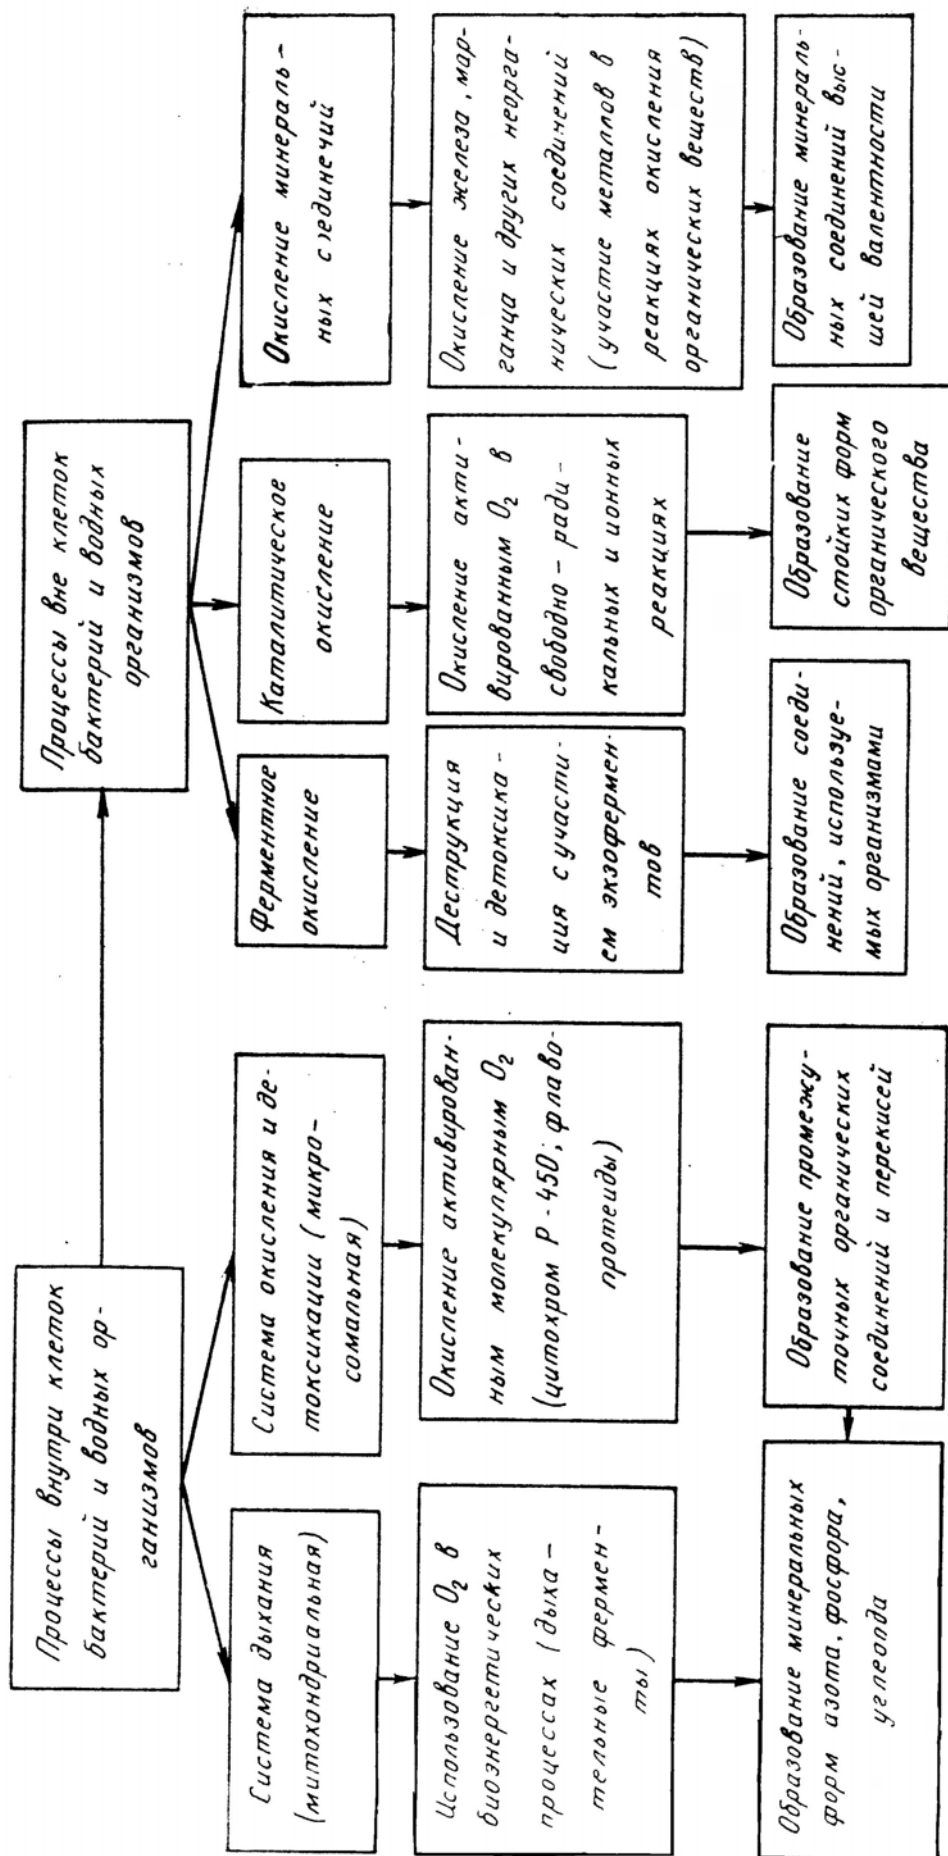 Процессы внутри клеток
бактерий и водных ор-
ганизмов
Процессы вне клеток
бактерий и водных
организмов
Система дыхания
(митохондриальная)
Система окисления и де-
токсикации (микро-
сомальная)
Ферментное
окисление
Каталитическое
окисление
Окисление минераль-
ных соединечий
Использование O₂ в
биоэнергетических
процессах (дыха-
тельные фермен-
ты)
Окисление активирован-
ным молекулярным O₂
(цитохром Р-450; флаво-
протеиды)
Деструкция
и детоксика-
ция с участи-
ем экзофермен-
тов
Окисление акти-
вированным O₂ в
свободно-ради-
кальных и ионных
реакциях
Окисление железа, мар-
ганца и других неорга-
нических соединений
(участие металлов в
реакциях окисления
органических веществ)
Образование минеральных
форм азота, фосфора,
углеопда
Образование промежу-
точных органических
соединений и перекисей
Образование соеди-
нений, используе-
мых организмами
Образование
стойких форм
органического
вещества
Образование минераль-
ных соединений выс-
шей валентности